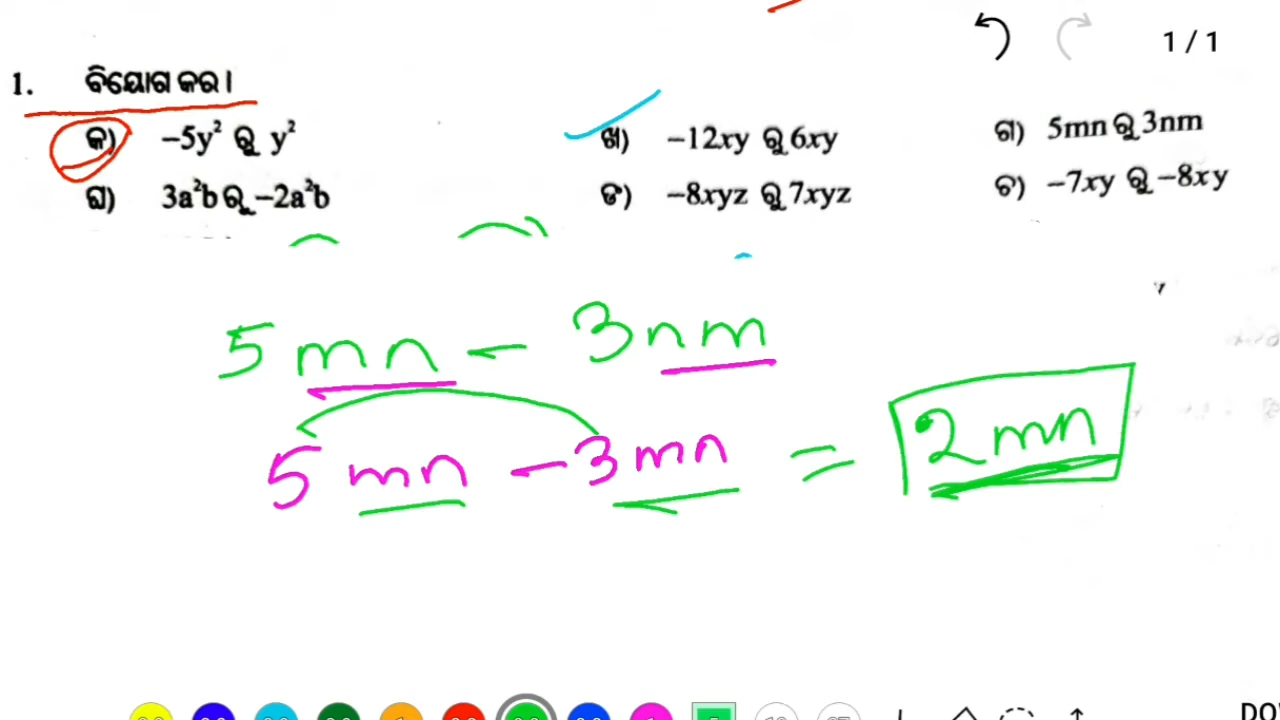 1 / 1
1. ବିୟୋଗ କର।
କ) –5y² ରୁ y² ଖ) –12xy ରୁ 6xy ଗ) 5mn ରୁ 3nm
ଘ) 3a²b ରୁ –2a²b ଙ) –8xyz ରୁ 7xyz ଚ) –7xy ରୁ –8xy
5mn – 3nm
5mn – 3mn = 2mn